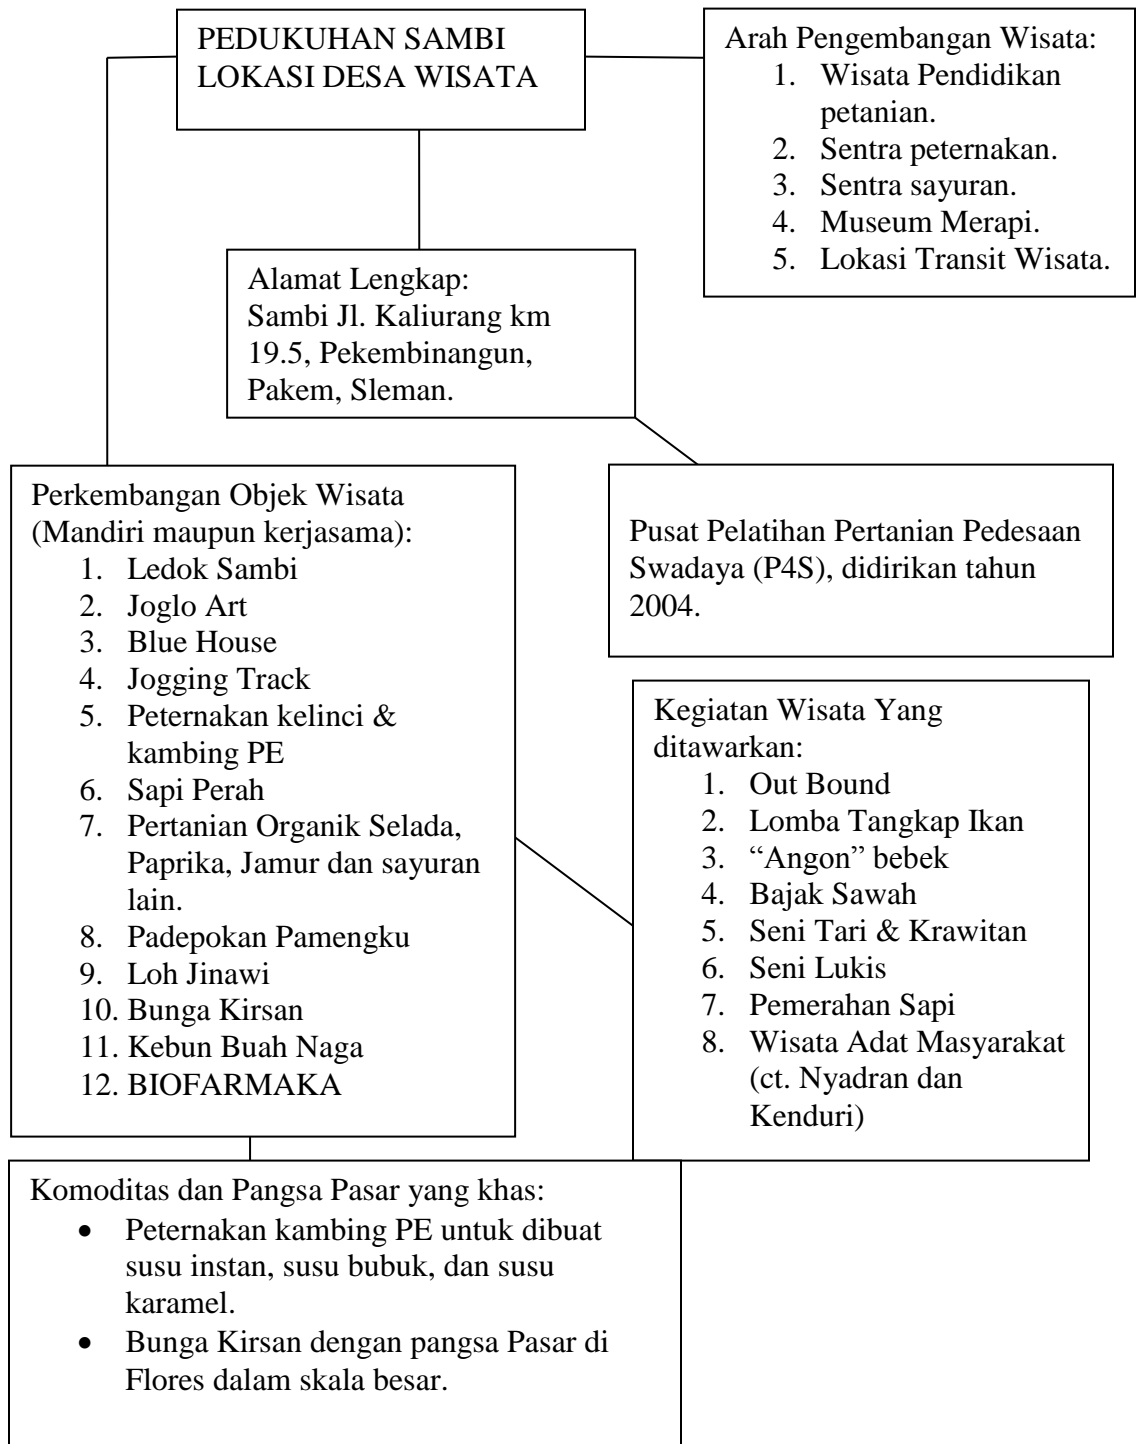 PEDUKUHAN SAMBI
LOKASI DESA WISATA
Arah Pengembangan Wisata:
1. Wisata Pendidikan
petanian.
2. Sentra peternakan.
3. Sentra sayuran.
4. Museum Merapi.
5. Lokasi Transit Wisata.
Alamat Lengkap:
Sambi Jl. Kaliurang km
19.5, Pekembinangun,
Pakem, Sleman.
Perkembangan Objek Wisata
(Mandiri maupun kerjasama):
1. Ledok Sambi
2. Joglo Art
3. Blue House
4. Jogging Track
5. Peternakan kelinci &
kambing PE
6. Sapi Perah
7. Pertanian Organik Selada,
Paprika, Jamur dan sayuran
lain.
8. Padepokan Pamengku
9. Loh Jinawi
10. Bunga Kirsan
11. Kebun Buah Naga
12. BIOFARMAKA
Pusat Pelatihan Pertanian Pedesaan
Swadaya (P4S), didirikan tahun
2004.
Kegiatan Wisata Yang
ditawarkan:
1. Out Bound
2. Lomba Tangkap Ikan
3. “Angon” bebek
4. Bajak Sawah
5. Seni Tari & Krawitan
6. Seni Lukis
7. Pemerahan Sapi
8. Wisata Adat Masyarakat
(ct. Nyadran dan
Kenduri)
Komoditas dan Pangsa Pasar yang khas:
• Peternakan kambing PE untuk dibuat
susu instan, susu bubuk, dan susu
karamel.
• Bunga Kirsan dengan pangsa Pasar di
Flores dalam skala besar.